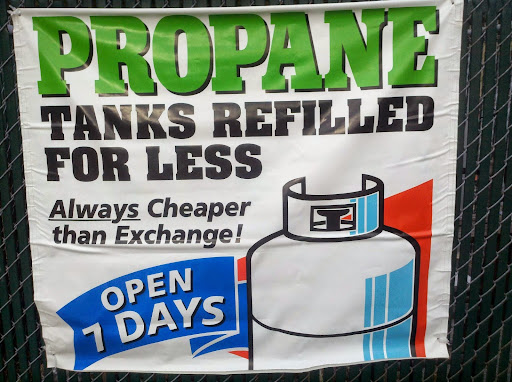 PROPANE
TANKS REFILLED
FOR LESS
Always Cheaper
than Exchange!
OPEN
7 DAYS